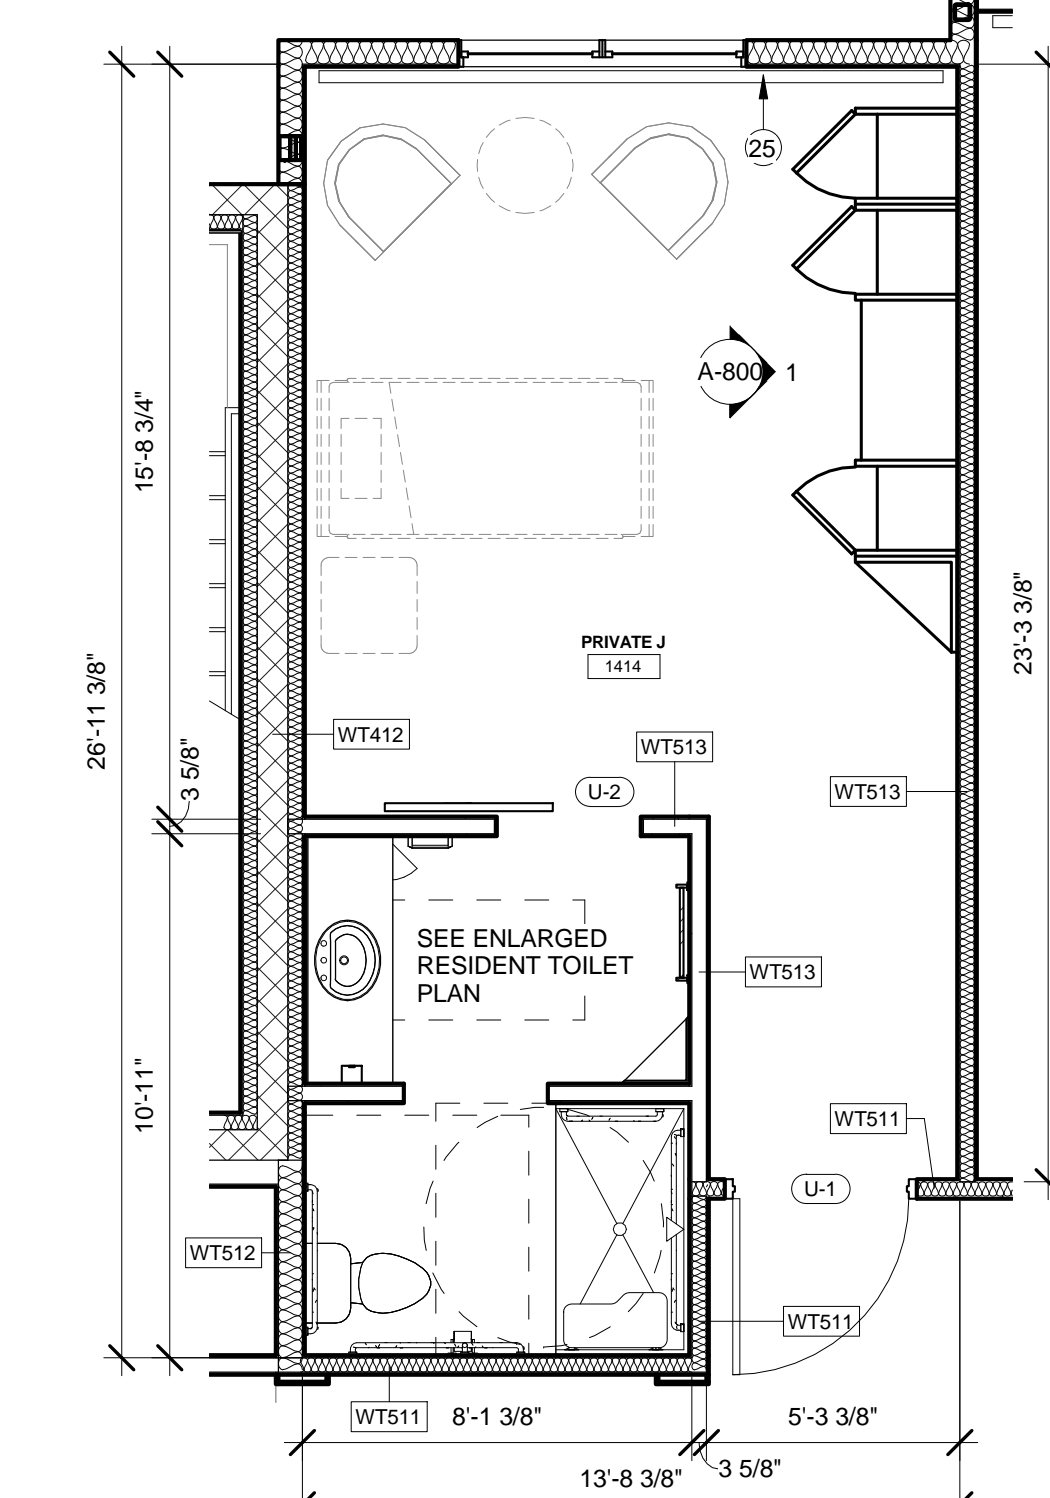 25
A-800
1
15'-8 3/4"
26'-11 3/8"
23'-3 3/8"
PRIVATE J
1414
WT412
WT513
3 5/8"
U-2
WT513
SEE ENLARGED
RESIDENT TOILET
PLAN
WT513
10'-11"
WT511
U-1
WT512
WT511
WT511
8'-1 3/8"
5'-3 3/8"
3 5/8"
13'-8 3/8"